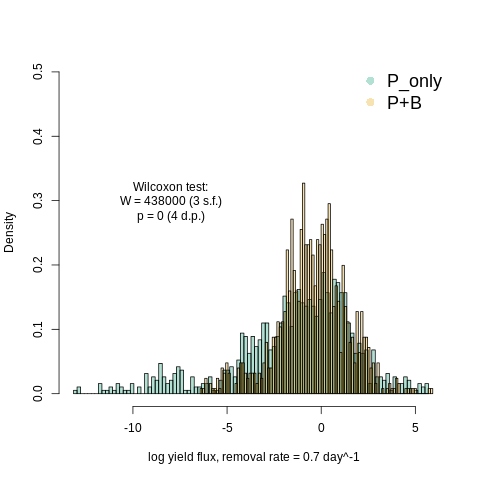 0.5
P_only
P+B
0.4
Wilcoxon test:
W = 438000 (3 s.f.)
p = 0 (4 d.p.)
0.3
Density
0.2
0.1
0.0
-10 -5 0 5
log yield flux, removal rate = 0.7 day^-1